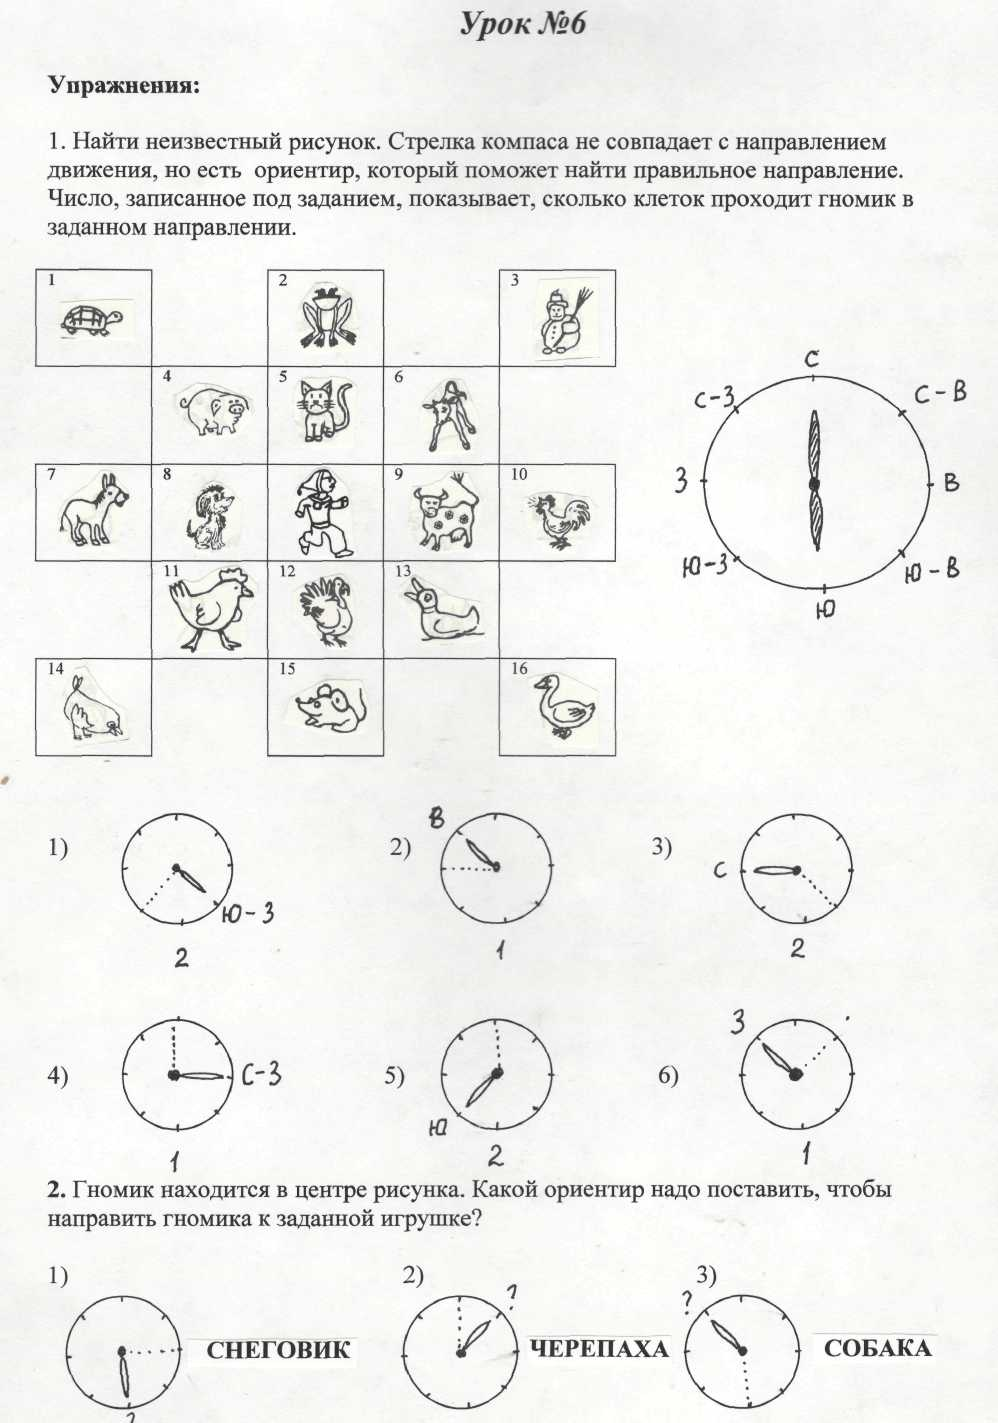 Урок №6
Упражнения:
1. Найти неизвестный рисунок. Стрелка компаса не совпадает с направлением
движения, но есть ориентир, который поможет найти правильное направление.
Число, записанное под заданием, показывает, сколько клеток проходит гномик в
заданном направлении.
1 2 3
4 5 6
7 8 9 10
11 12 13
14 15 16
С
С-З С-В
З В
Ю-З Ю-В
Ю
1) Ю-З
2
2) В
1
3) С
2
4) С-З
1
5) Ю
2
6) З
1
2. Гномик находится в центре рисунка. Какой ориентир надо поставить, чтобы
направить гномика к заданной игрушке?
1) ? СНЕГОВИК
2) ? ЧЕРЕПАХА
3) ? СОБАКА